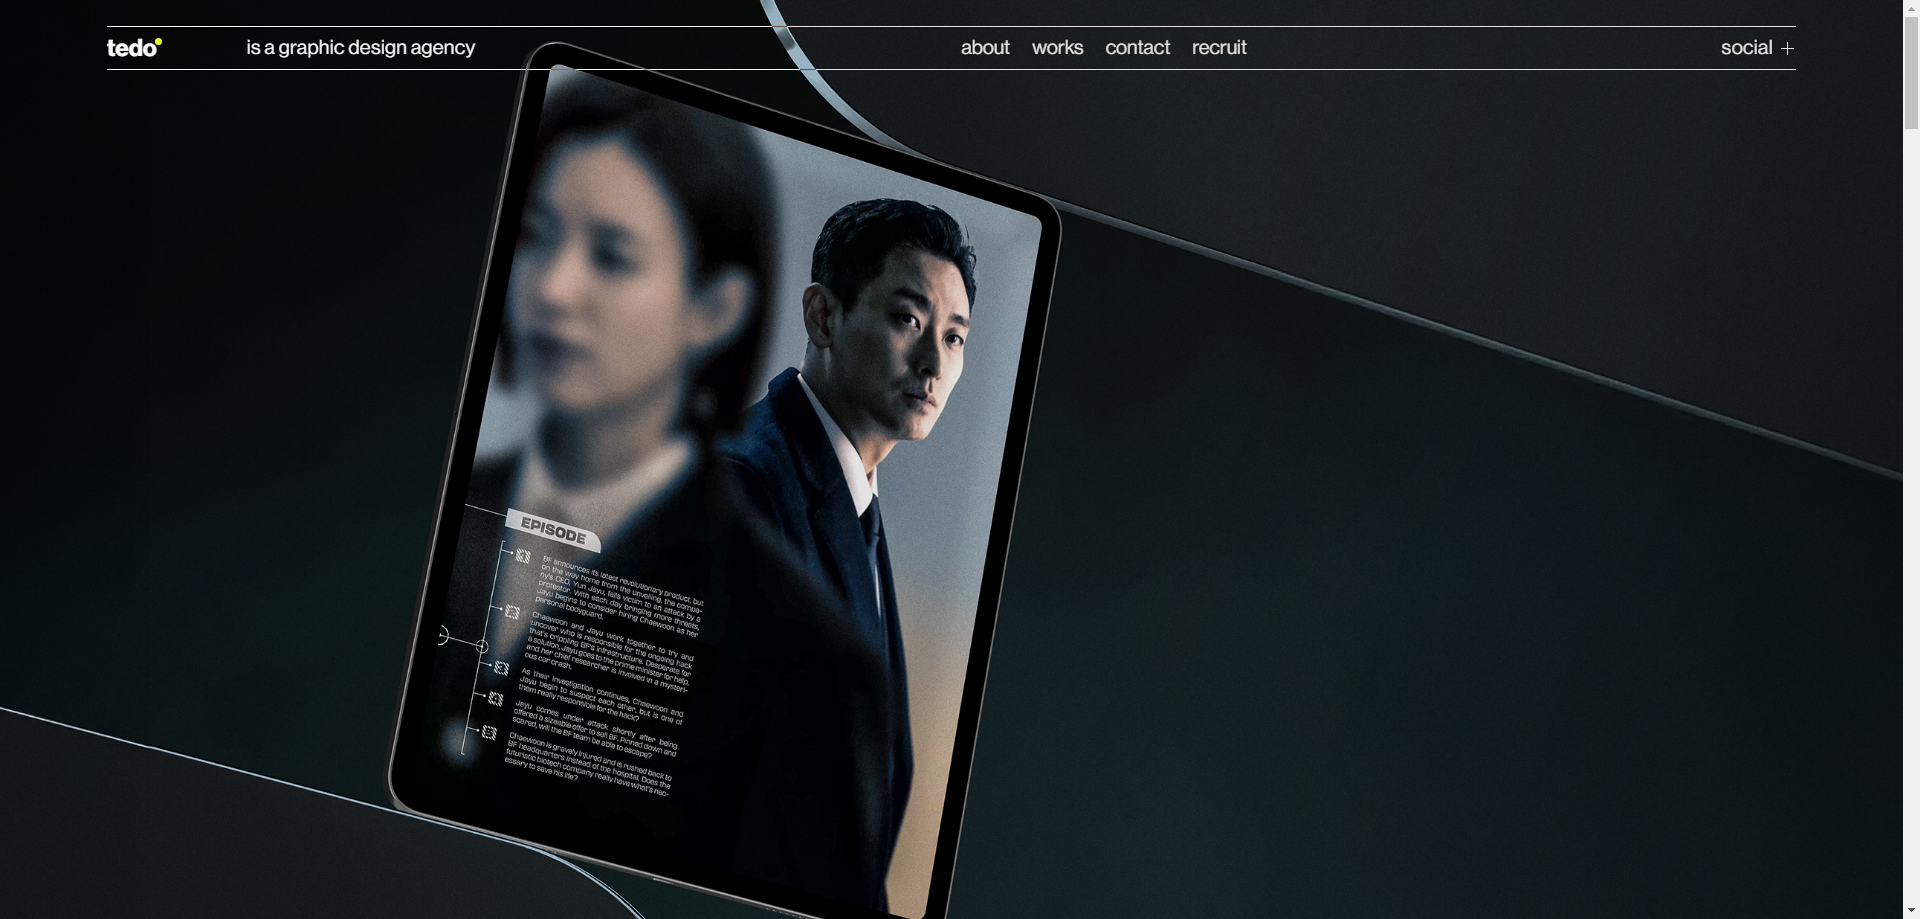 tedo
is a graphic design agency
about works contact recruit
social +
EPISODE
BF announces its latest revolutionary product, but
on the way home from the unveiling, the compa-
ny's CEO, Yun Jayu, falls victim to an attack by a
protestor. With each day bringing more threats,
Jayu begins to consider hiring Chaewoon as her
personal bodyguard.
Chaewoon and Jayu work together to try and
uncover who is responsible for the ongoing hack
that's crippling BF's infrastructure. Desperate for
a solution, Jayu goes to the prime minister for help,
and her chief researcher is involved in a mysteri-
ous car crash.
As their investigation continues, Chaewoon and
Jayu begin to suspect each other, but is one of
them really responsible for the hack?
Jayu comes under attack shortly after being
offered a sizeable offer to sell BF. Pinned down and
scared, will the BF team be able to escape?
Chaewoon is gravely injured and is rushed back to
BF headquarters instead of the hospital. Does the
futuristic biotech company really have what's nec-
essary to save his life?